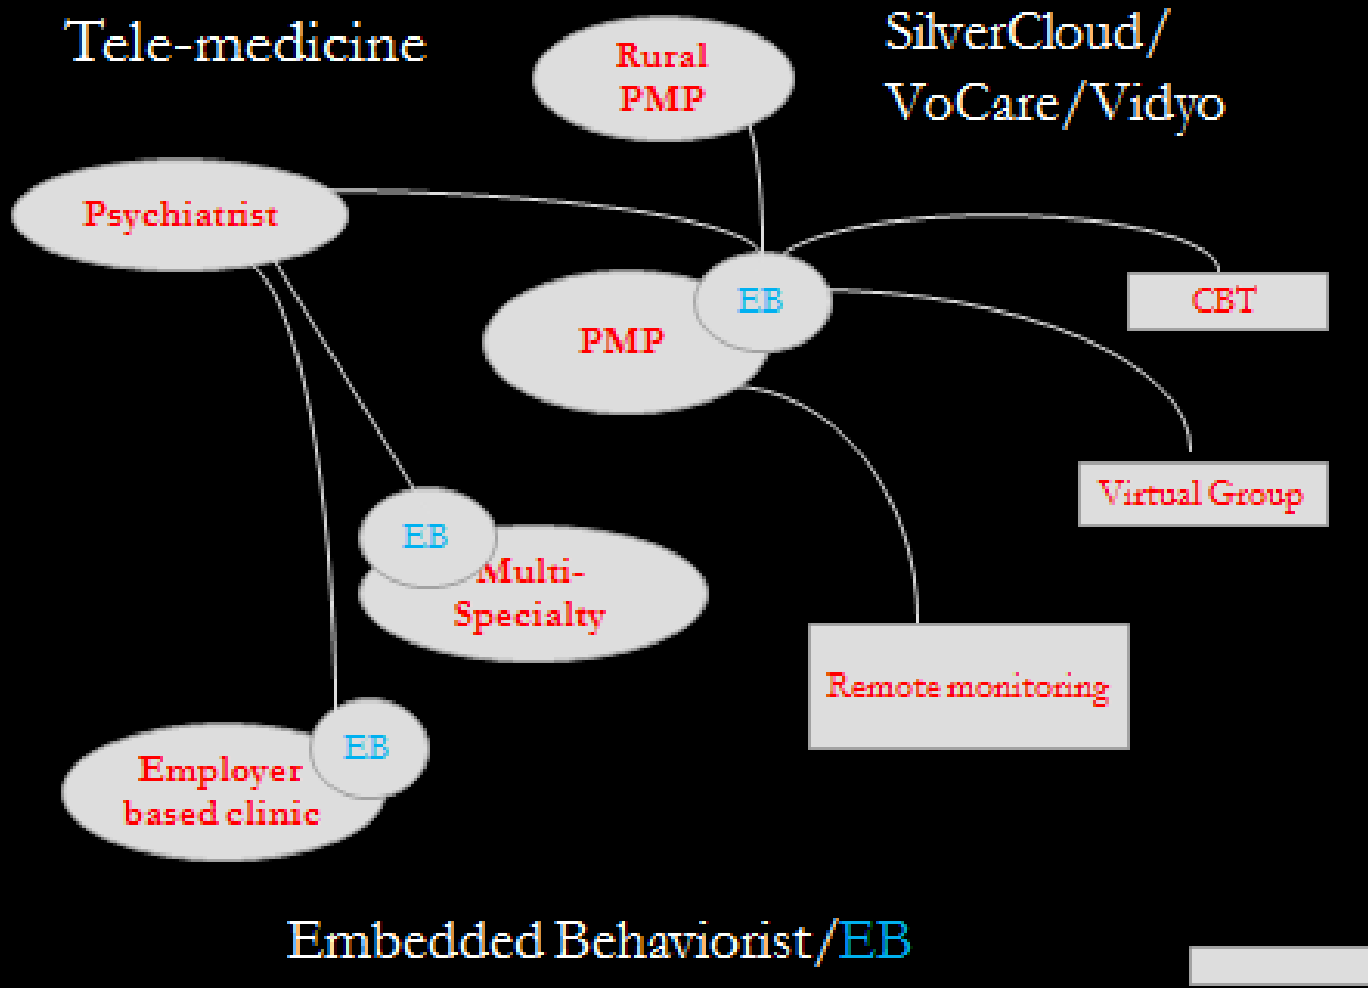 Tele-medicine
SilverCloud/
VoCare/Vidyo
Rural
PMP
Psychiatrist
EB
PMP
CBT
Virtual Group
EB
Multi-
Specialty
Remote monitoring
EB
Employer
based clinic
Embedded Behaviorist/EB